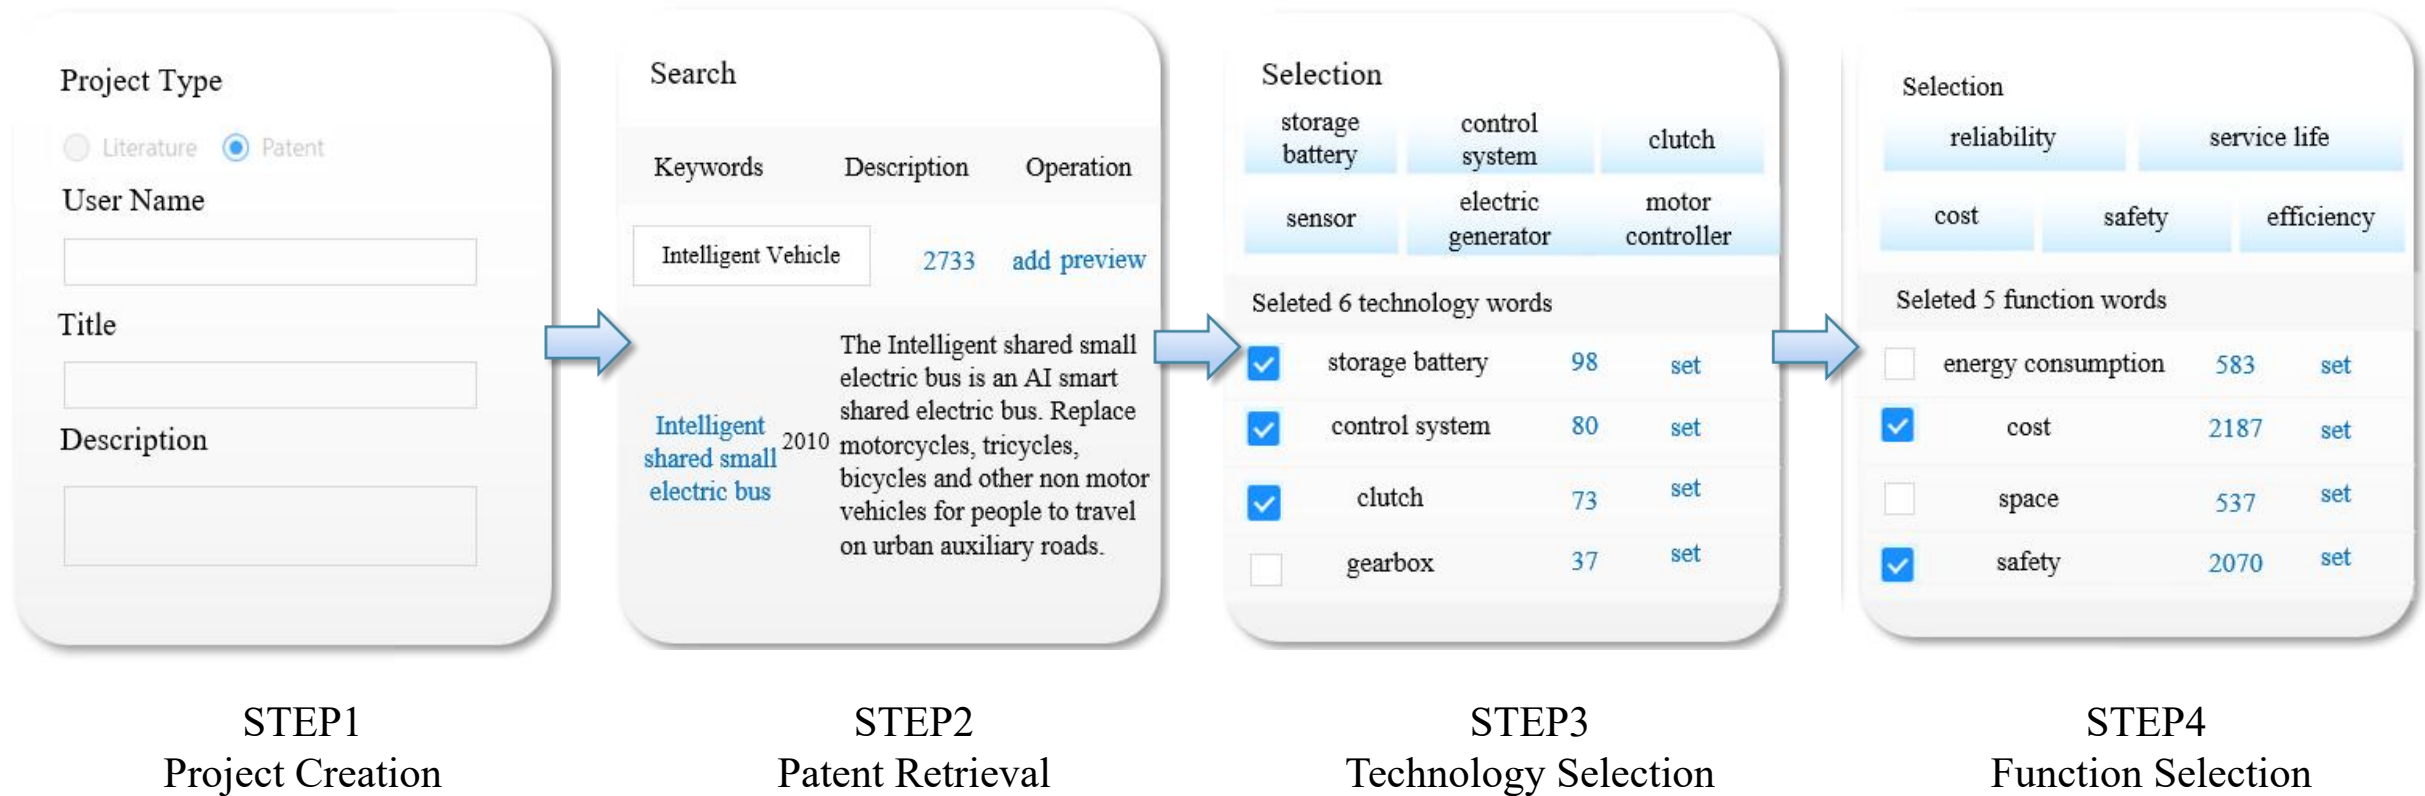 Project Type
Literature Patent
User Name
Title
Description
STEP1
Project Creation
Search
Keywords Description Operation
Intelligent Vehicle 2733 add preview
Intelligent
shared small
electric bus
2010
The Intelligent shared small
electric bus is an AI smart
shared electric bus. Replace
motorcycles, tricycles,
bicycles and other non motor
vehicles for people to travel
on urban auxiliary roads.
STEP2
Patent Retrieval
Selection
storage
battery
control
system
clutch
sensor
electric
generator
motor
controller
Seleted 6 technology words
storage battery 98 set
control system 80 set
clutch 73 set
gearbox 37 set
STEP3
Technology Selection
Selection
reliability service life
cost safety efficiency
Seleted 5 function words
energy consumption 583 set
cost 2187 set
space 537 set
safety 2070 set
STEP4
Function Selection